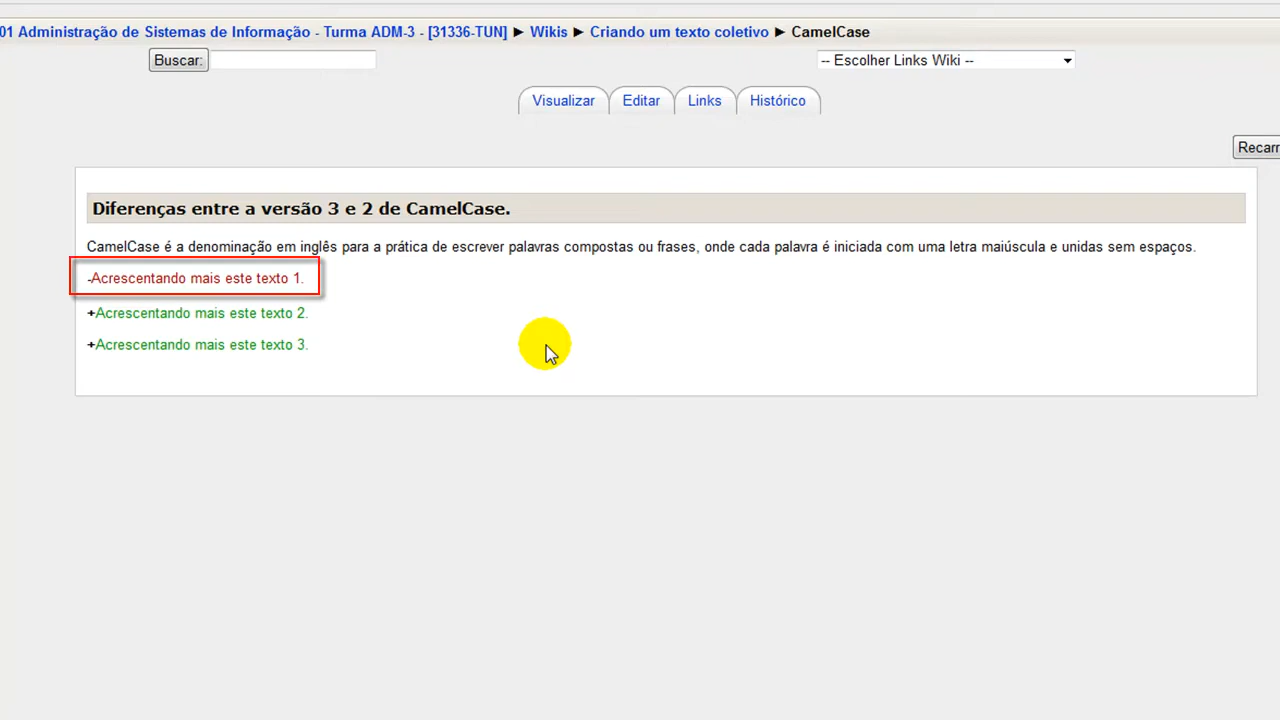 01 Administração de Sistemas de Informação - Turma ADM-3 - [31336-TUN] ► Wikis ► Criando um texto coletivo ► CamelCase
Buscar: -- Escolher Links Wiki --
Visualizar Editar Links Histórico
Recarr
Diferenças entre a versão 3 e 2 de CamelCase.
CamelCase é a denominação em inglês para a prática de escrever palavras compostas ou frases, onde cada palavra é iniciada com uma letra maiúscula e unidas sem espaços.
-Acrescentando mais este texto 1.
+Acrescentando mais este texto 2.
+Acrescentando mais este texto 3.